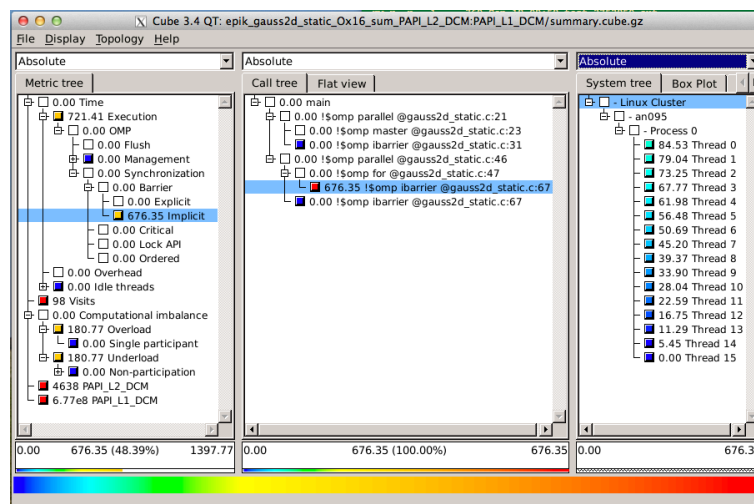 Cube 3.4 QT: epik_gauss2d_static_Ox16_sum_PAPI_L2_DCM:PAPI_L1_DCM/summary.cube.gz
File Display Topology Help
Absolute
Metric tree
0.00 Time
721.41 Execution
0.00 OMP
0.00 Flush
0.00 Management
0.00 Synchronization
0.00 Barrier
0.00 Explicit
676.35 Implicit
0.00 Critical
0.00 Lock API
0.00 Ordered
0.00 Overhead
0.00 Idle threads
98 Visits
0.00 Computational imbalance
180.77 Overload
0.00 Single participant
180.77 Underload
0.00 Non-participation
4638 PAPI_L2_DCM
6.77e8 PAPI_L1_DCM
0.00 676.35 (48.39%) 1397.77
Absolute
Call tree Flat view
0.00 main
0.00 !$omp parallel @gauss2d_static.c:21
0.00 !$omp master @gauss2d_static.c:23
0.00 !$omp ibarrier @gauss2d_static.c:31
0.00 !$omp parallel @gauss2d_static.c:46
0.00 !$omp for @gauss2d_static.c:47
676.35 !$omp ibarrier @gauss2d_static.c:67
0.00 !$omp ibarrier @gauss2d_static.c:67
0.00 676.35 (100.00%) 676.35
Absolute
System tree Box Plot
- Linux Cluster
- an095
- Process 0
84.53 Thread 0
79.04 Thread 1
73.25 Thread 2
67.77 Thread 3
61.98 Thread 4
56.48 Thread 5
50.69 Thread 6
45.20 Thread 7
39.37 Thread 8
33.90 Thread 9
28.04 Thread 10
22.59 Thread 11
16.75 Thread 12
11.29 Thread 13
5.45 Thread 14
0.00 Thread 15
0.00 676.3